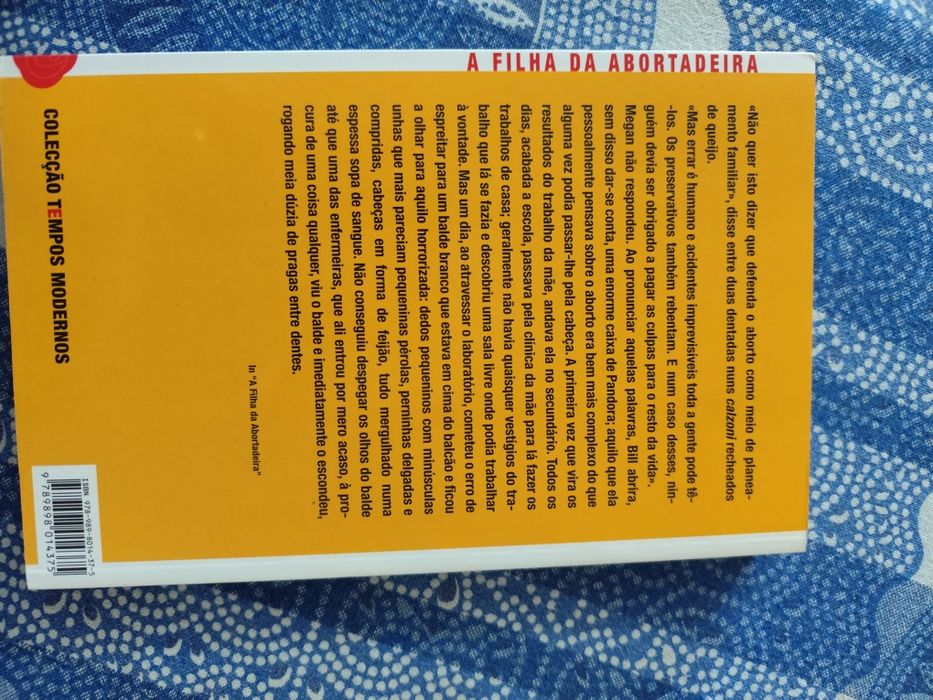 A FILHA DA ABORTADEIRA
«Não quer isto dizer que defenda o aborto como meio de planea-
mento familiar», disse entre duas dentadas nuns calzoni recheados
de queijo.
«Mas errar é humano e acidentes imprevisíveis toda a gente pode tê-
-los. Os preservativos também rebentam. E num caso desses, nin-
guém devia ser obrigado a pagar as culpas para o resto da vida».
Megan não respondeu. Ao pronunciar aquelas palavras, Bill abrira,
sem disso dar-se conta, uma enorme caixa de Pandora; aquilo que ela
pessoalmente pensava sobre o aborto era bem mais complexo do que
alguma vez podia passar-lhe pela cabeça. A primeira vez que vira os
resultados do trabalho da mãe, andava ela no secundário. Todos os
dias, acabada a escola, passava pela clínica da mãe para lá fazer os
trabalhos de casa; geralmente não havia quaisquer vestígios do tra-
balho que lá se fazia e descobriu uma sala livre onde podia trabalhar
à vontade. Mas um dia, ao atravessar o laboratório, cometeu o erro de
espreitar para um balde branco que estava em cima do balcão e ficou
a olhar para aquilo horrorizada: dedos pequeninos com minúsculas
unhas que mais pareciam pequeninas pérolas, perninhas delgadas e
compridas, cabeças em forma de feijão, tudo mergulhado numa
espessa sopa de sangue. Não conseguiu despegar os olhos do balde
até que uma das enfermeiras, que ali entrou por mero acaso, à pro-
cura de uma coisa qualquer, viu o balde e imediatamente o escondeu,
rogando meia dúzia de pragas entre dentes.
In "A Filha da Abortadeira"
COLECÇÃO TEMPOS MODERNOS
ISBN 978-989-8014-37-5
9 789898 014375